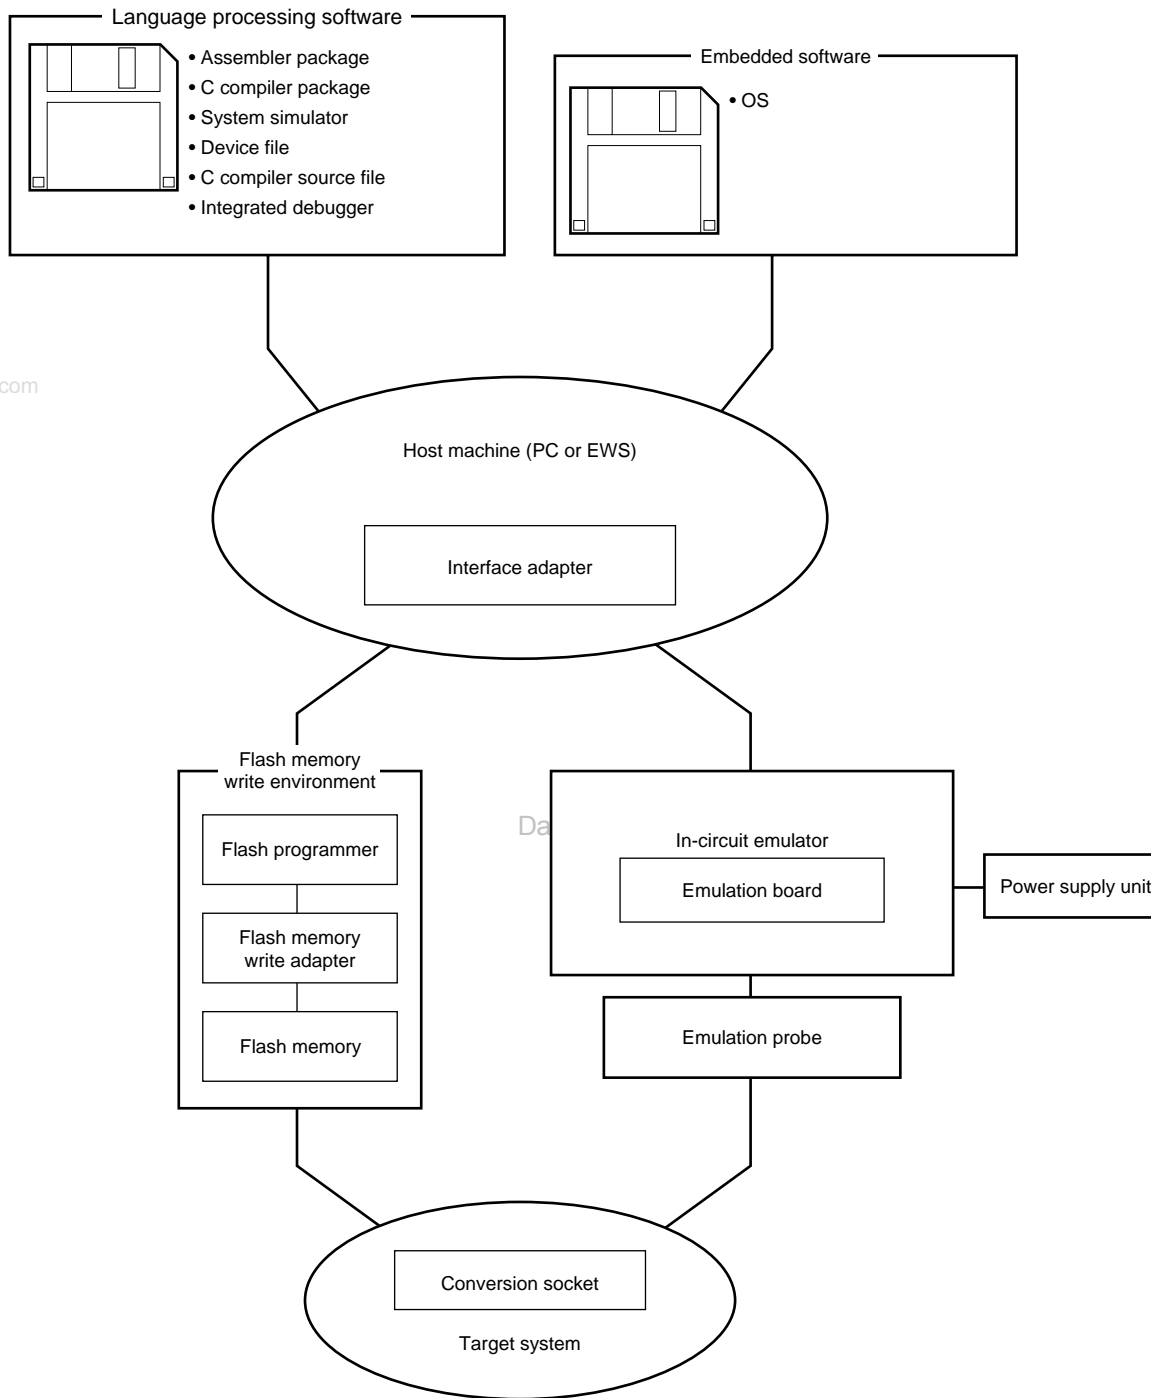 Language processing software
• Assembler package
• C compiler package
• System simulator
• Device file
• C compiler source file
• Integrated debugger
Embedded software
• OS
com
Host machine (PC or EWS)
Interface adapter
Flash memory
write environment
Flash programmer
Flash memory
write adapter
Flash memory
Da
In-circuit emulator
Emulation board
Power supply unit
Emulation probe
Conversion socket
Target system